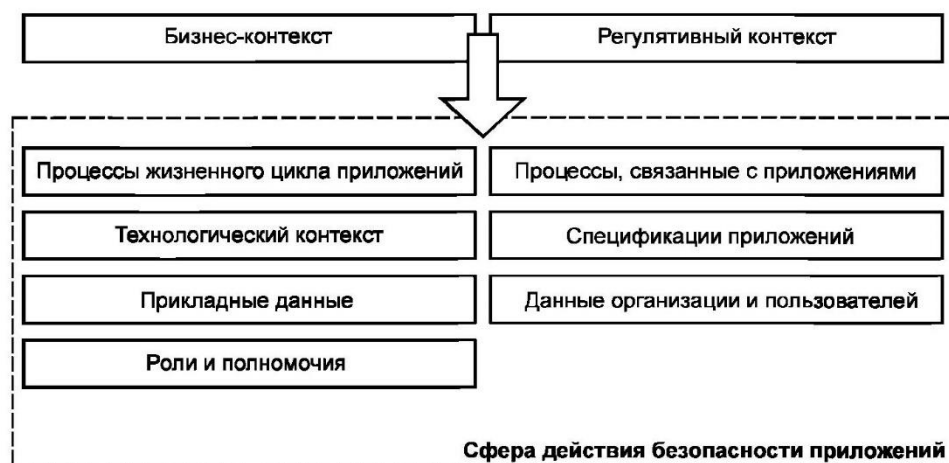 Бизнес-контекст
Регулятивный контекст
Процессы жизненного цикла приложений
Процессы, связанные с приложениями
Технологический контекст
Спецификации приложений
Прикладные данные
Данные организации и пользователей
Роли и полномочия
Сфера действия безопасности приложений